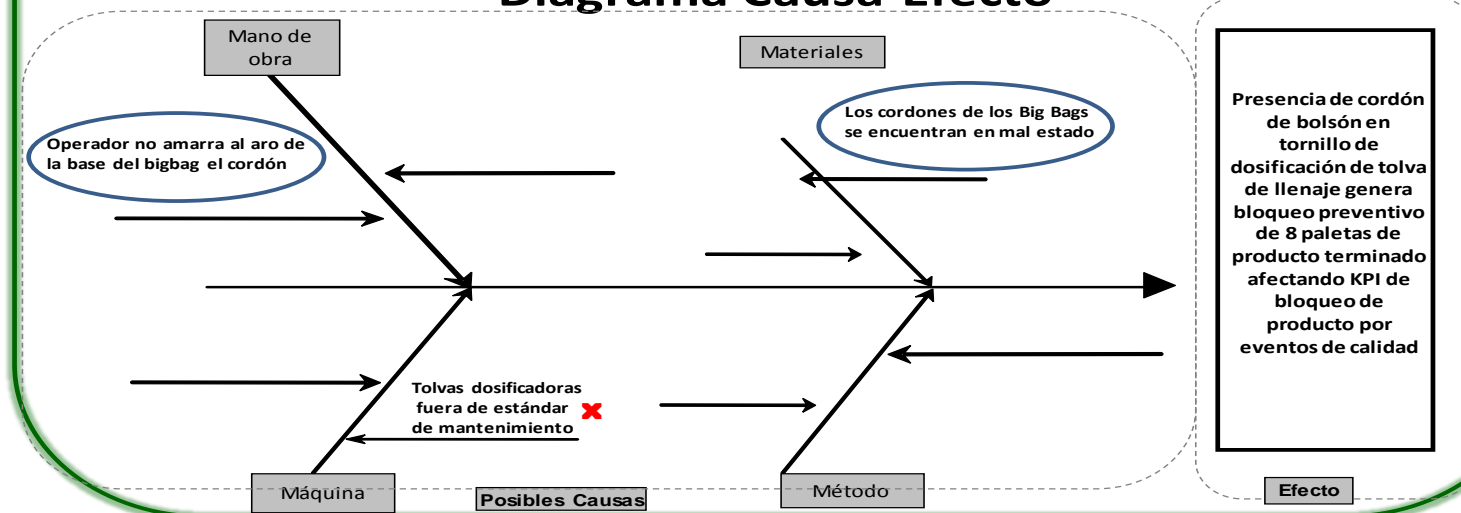 Diagrama Causa-Efecto
Mano de
obra
Materiales
Operador no amarra al aro de
la base del bigbag el cordón
Los cordones de los Big Bags
se encuentran en mal estado
Tolvas dosificadoras
fuera de estándar
de mantenimiento
Máquina
Posibles Causas
Método
Presencia de cordón
de bolsón en
tornillo de
dosificación de tolva
de llenaje genera
bloqueo preventivo
de 8 paletas de
producto terminado
afectando KPI de
bloqueo de
producto por
eventos de calidad
Efecto